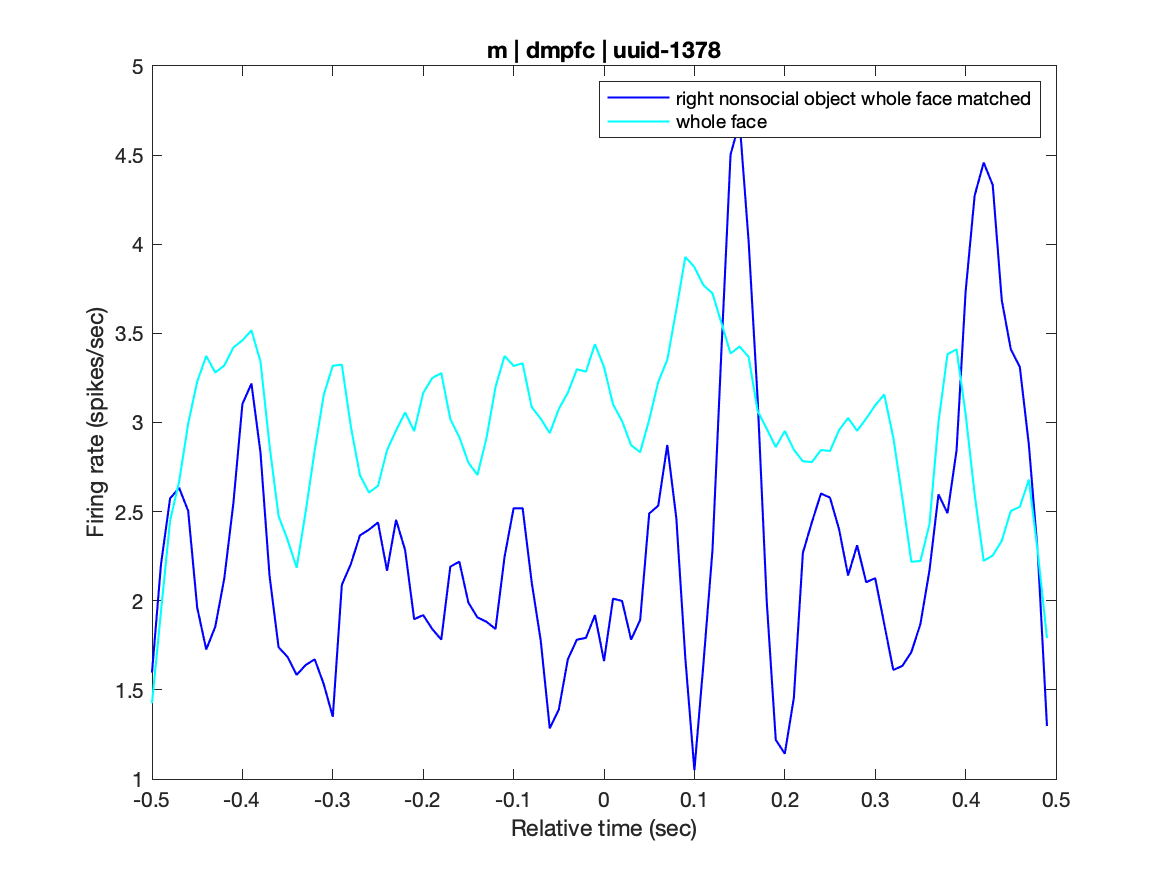 m | dmpfc | uuid-1378
right nonsocial object whole face matched
whole face
5
4.5
4
3.5
3
2.5
2
1.5
1
Firing rate (spikes/sec)
-0.5 -0.4 -0.3 -0.2 -0.1 0 0.1 0.2 0.3 0.4 0.5
Relative time (sec)